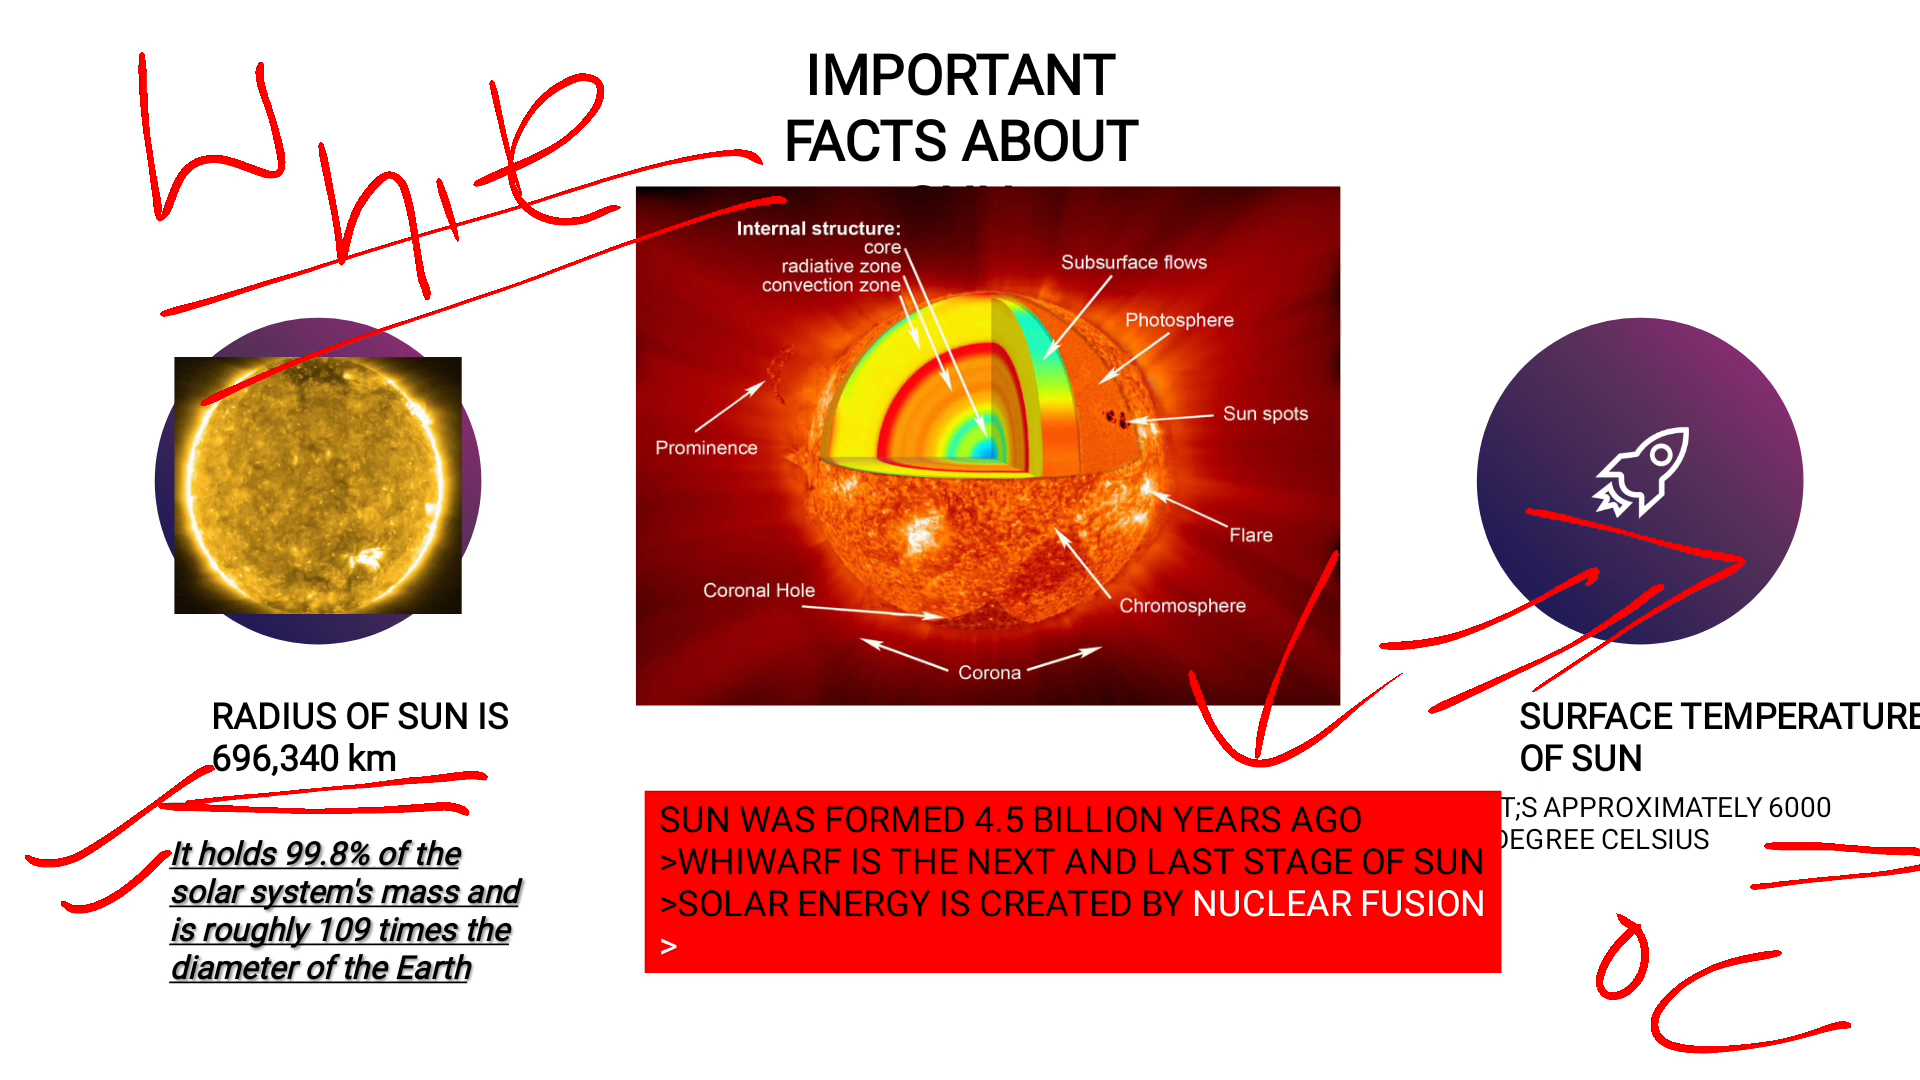 IMPORTANT
FACTS ABOUT
Internal structure:
core
radiative zone
convection zone
Subsurface flows
Photosphere
Sun spots
Prominence
Flare
Coronal Hole
Chromosphere
Corona
RADIUS OF SUN IS
696,340 km
It holds 99.8% of the
solar system's mass and
is roughly 109 times the
diameter of the Earth
SUN WAS FORMED 4.5 BILLION YEARS AGO
>WHIWARF IS THE NEXT AND LAST STAGE OF SUN
>SOLAR ENERGY IS CREATED BY NUCLEAR FUSION
>
SURFACE TEMPERATURE
OF SUN
T;S APPROXIMATELY 6000
DEGREE CELSIUS
°C